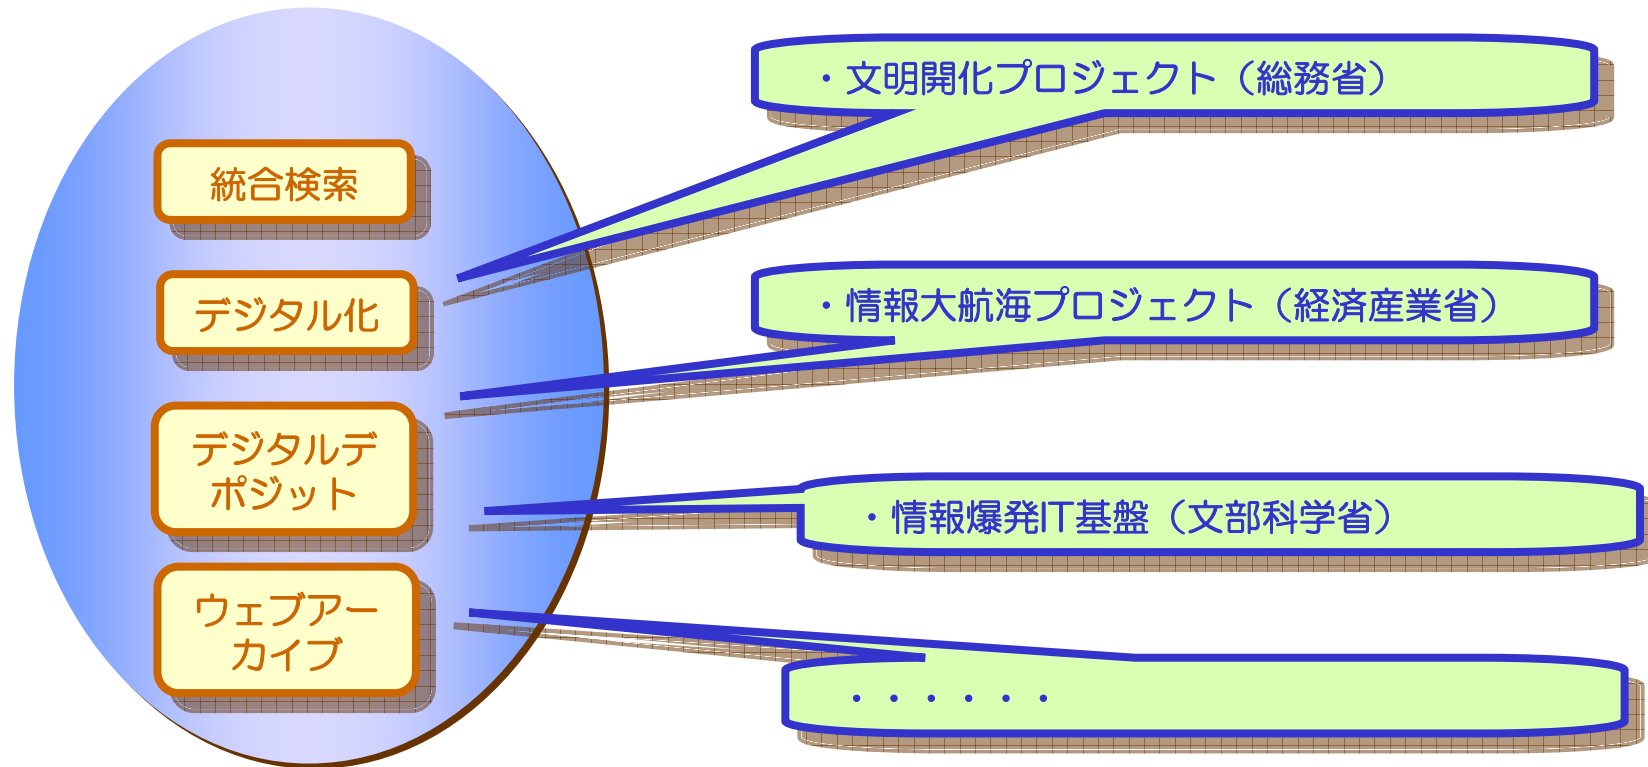 統合検索
デジタル化
デジタルデ
ポジット
ウェブアー
カイブ
・文明開化プロジェクト（総務省）
・情報大航海プロジェクト（経済産業省）
・情報爆発IT基盤（文部科学省）
・・・・・・